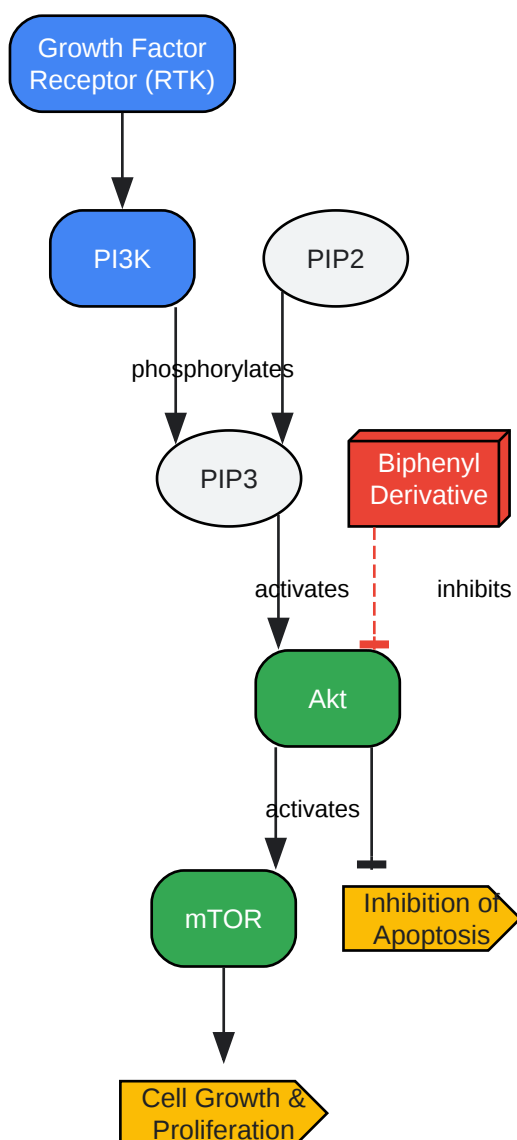 Growth Factor
Receptor (RTK)
PI3K
PIP2
phosphorylates
PIP3
Biphenyl
Derivative
activates
inhibits
Akt
activates
mTOR
Inhibition of
Apoptosis
Cell Growth &
Proliferation